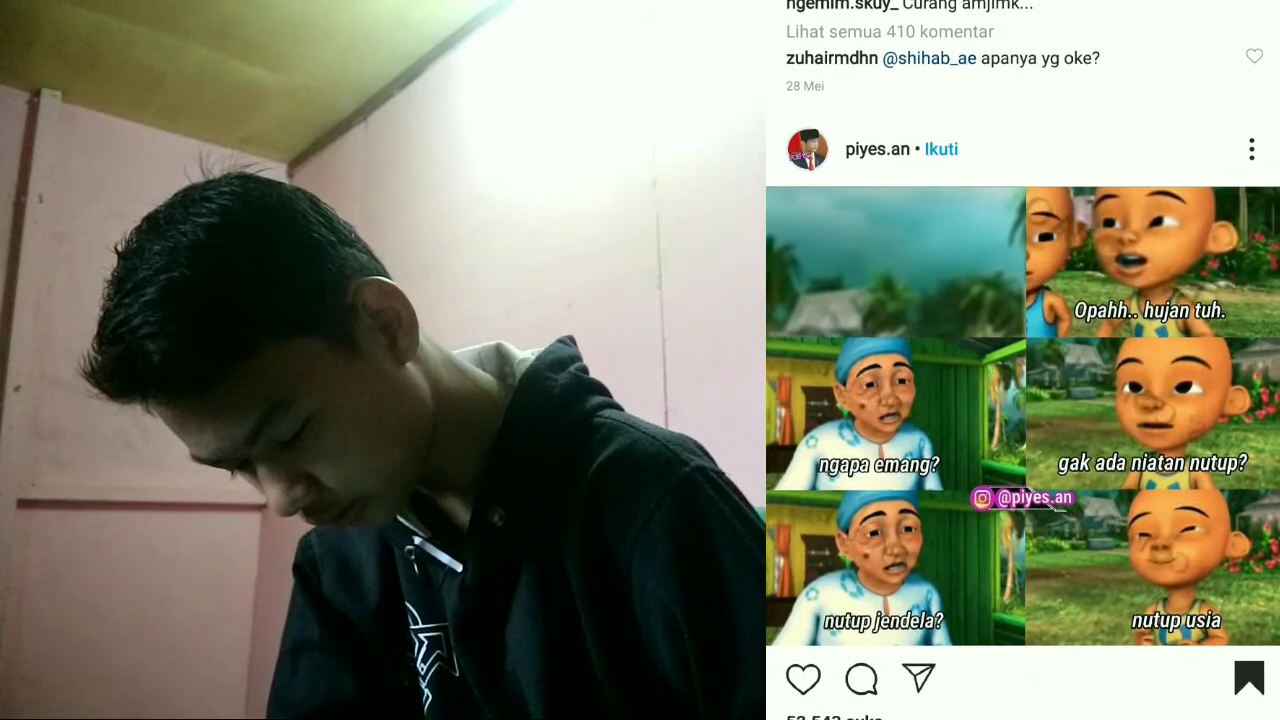 ngemim.skuy_ Curang amjimk...
Lihat semua 410 komentar
zuhairmdhn @shihab_ae apanya yg oke?
28 Mei
piyes.an • Ikuti
Opahh.. hujan tuh.
ngapa emang?
gak ada niatan nutup?
@piyes.an
nutup jendela?
nutup usia